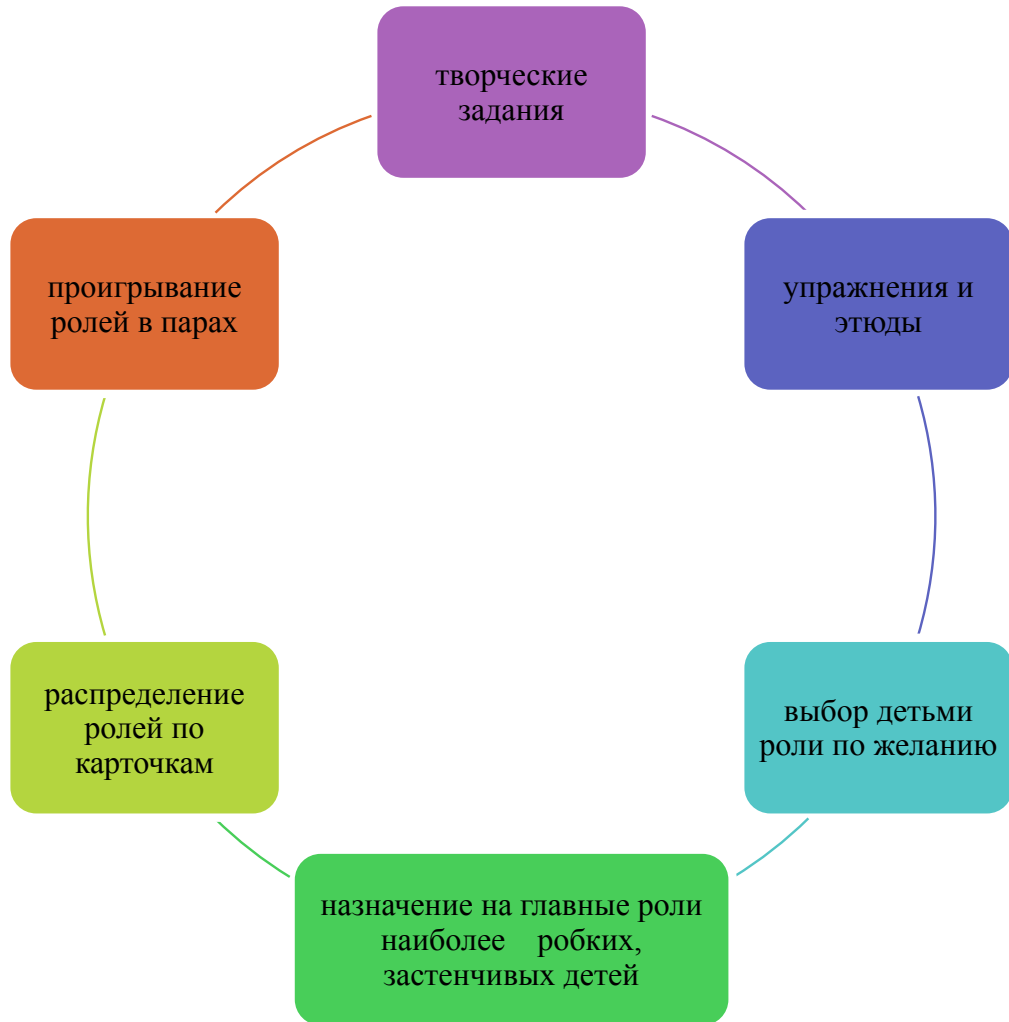 творческие
задания
упражнения и
этюды
выбор детьми
роли по желанию
назначение на главные роли
наиболее робких,
застенчивых детей
распределение
ролей по
карточкам
проигрывание
ролей в парах